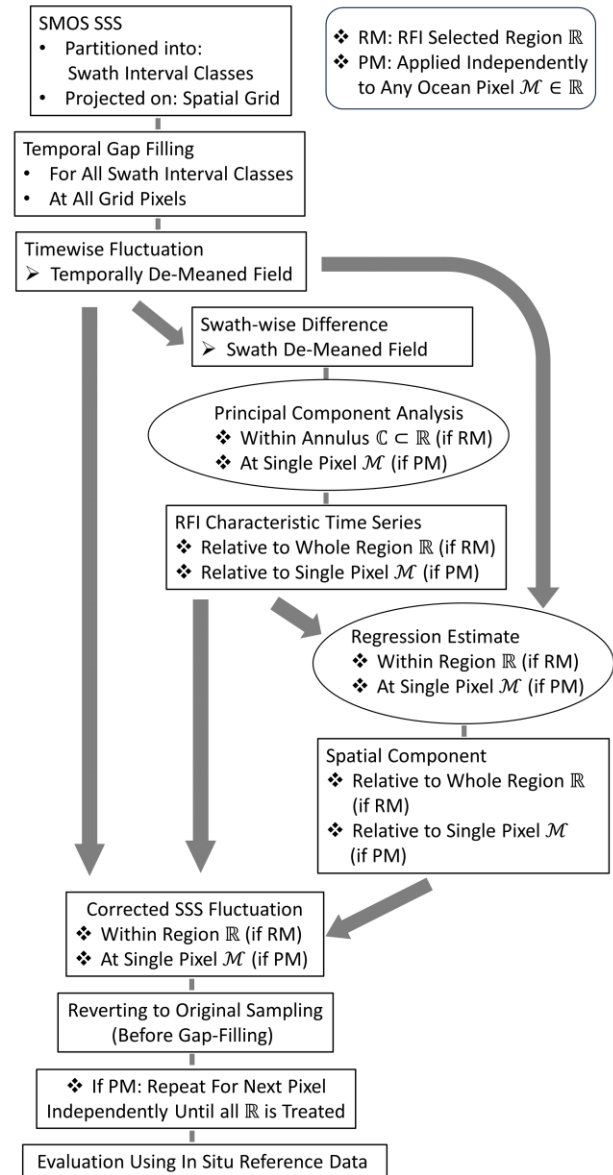 SMOS SSS
• Partitioned into:
Swath Interval Classes
• Projected on: Spatial Grid
❖ RM: RFI Selected Region ℝ
❖ PM: Applied Independently
to Any Ocean Pixel ℳ ∈ ℝ
Temporal Gap Filling
• For All Swath Interval Classes
• At All Grid Pixels
Timewise Fluctuation
➢ Temporally De-Meaned Field
Swath-wise Difference
➢ Swath De-Meaned Field
Principal Component Analysis
❖ Within Annulus ℂ ⊂ ℝ (if RM)
❖ At Single Pixel ℳ (if PM)
RFI Characteristic Time Series
❖ Relative to Whole Region ℝ (if RM)
❖ Relative to Single Pixel ℳ (if PM)
Regression Estimate
❖ Within Region ℝ (if RM)
❖ At Single Pixel ℳ (if PM)
Spatial Component
❖ Relative to Whole Region ℝ
(if RM)
❖ Relative to Single Pixel ℳ
(if PM)
Corrected SSS Fluctuation
❖ Within Region ℝ (if RM)
❖ At Single Pixel ℳ (if PM)
Reverting to Original Sampling
(Before Gap-Filling)
❖ If PM: Repeat For Next Pixel
Independently Until all ℝ is Treated
Evaluation Using In Situ Reference Data